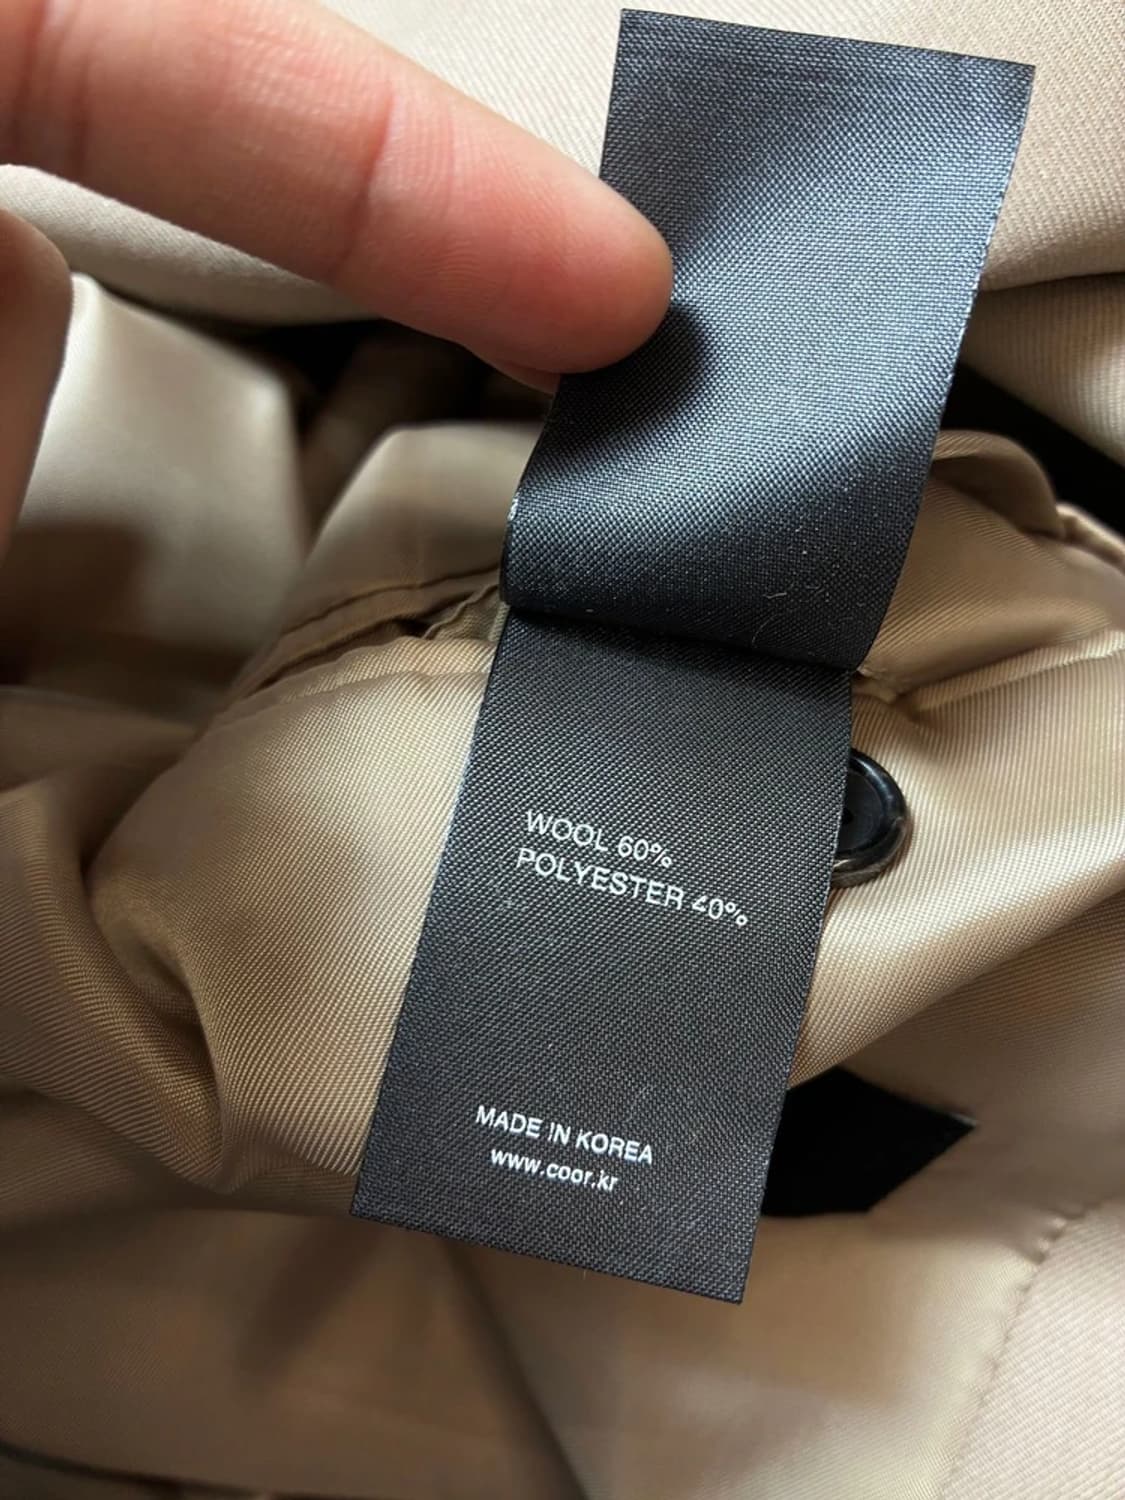 WOOL 60%
POLYESTER 40%
MADE IN KOREA
www.coor.kr